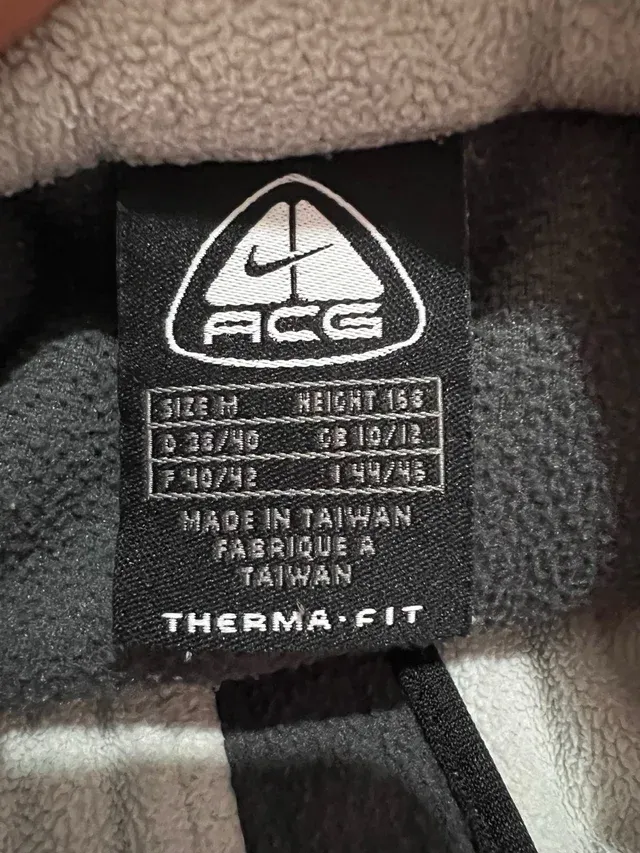 ACG
SIZE M HEIGHT 168
D 38/40 GB 10/12
F 40/42 I 44/46
MADE IN TAIWAN
FABRIQUE A
TAIWAN
THERMA·FIT